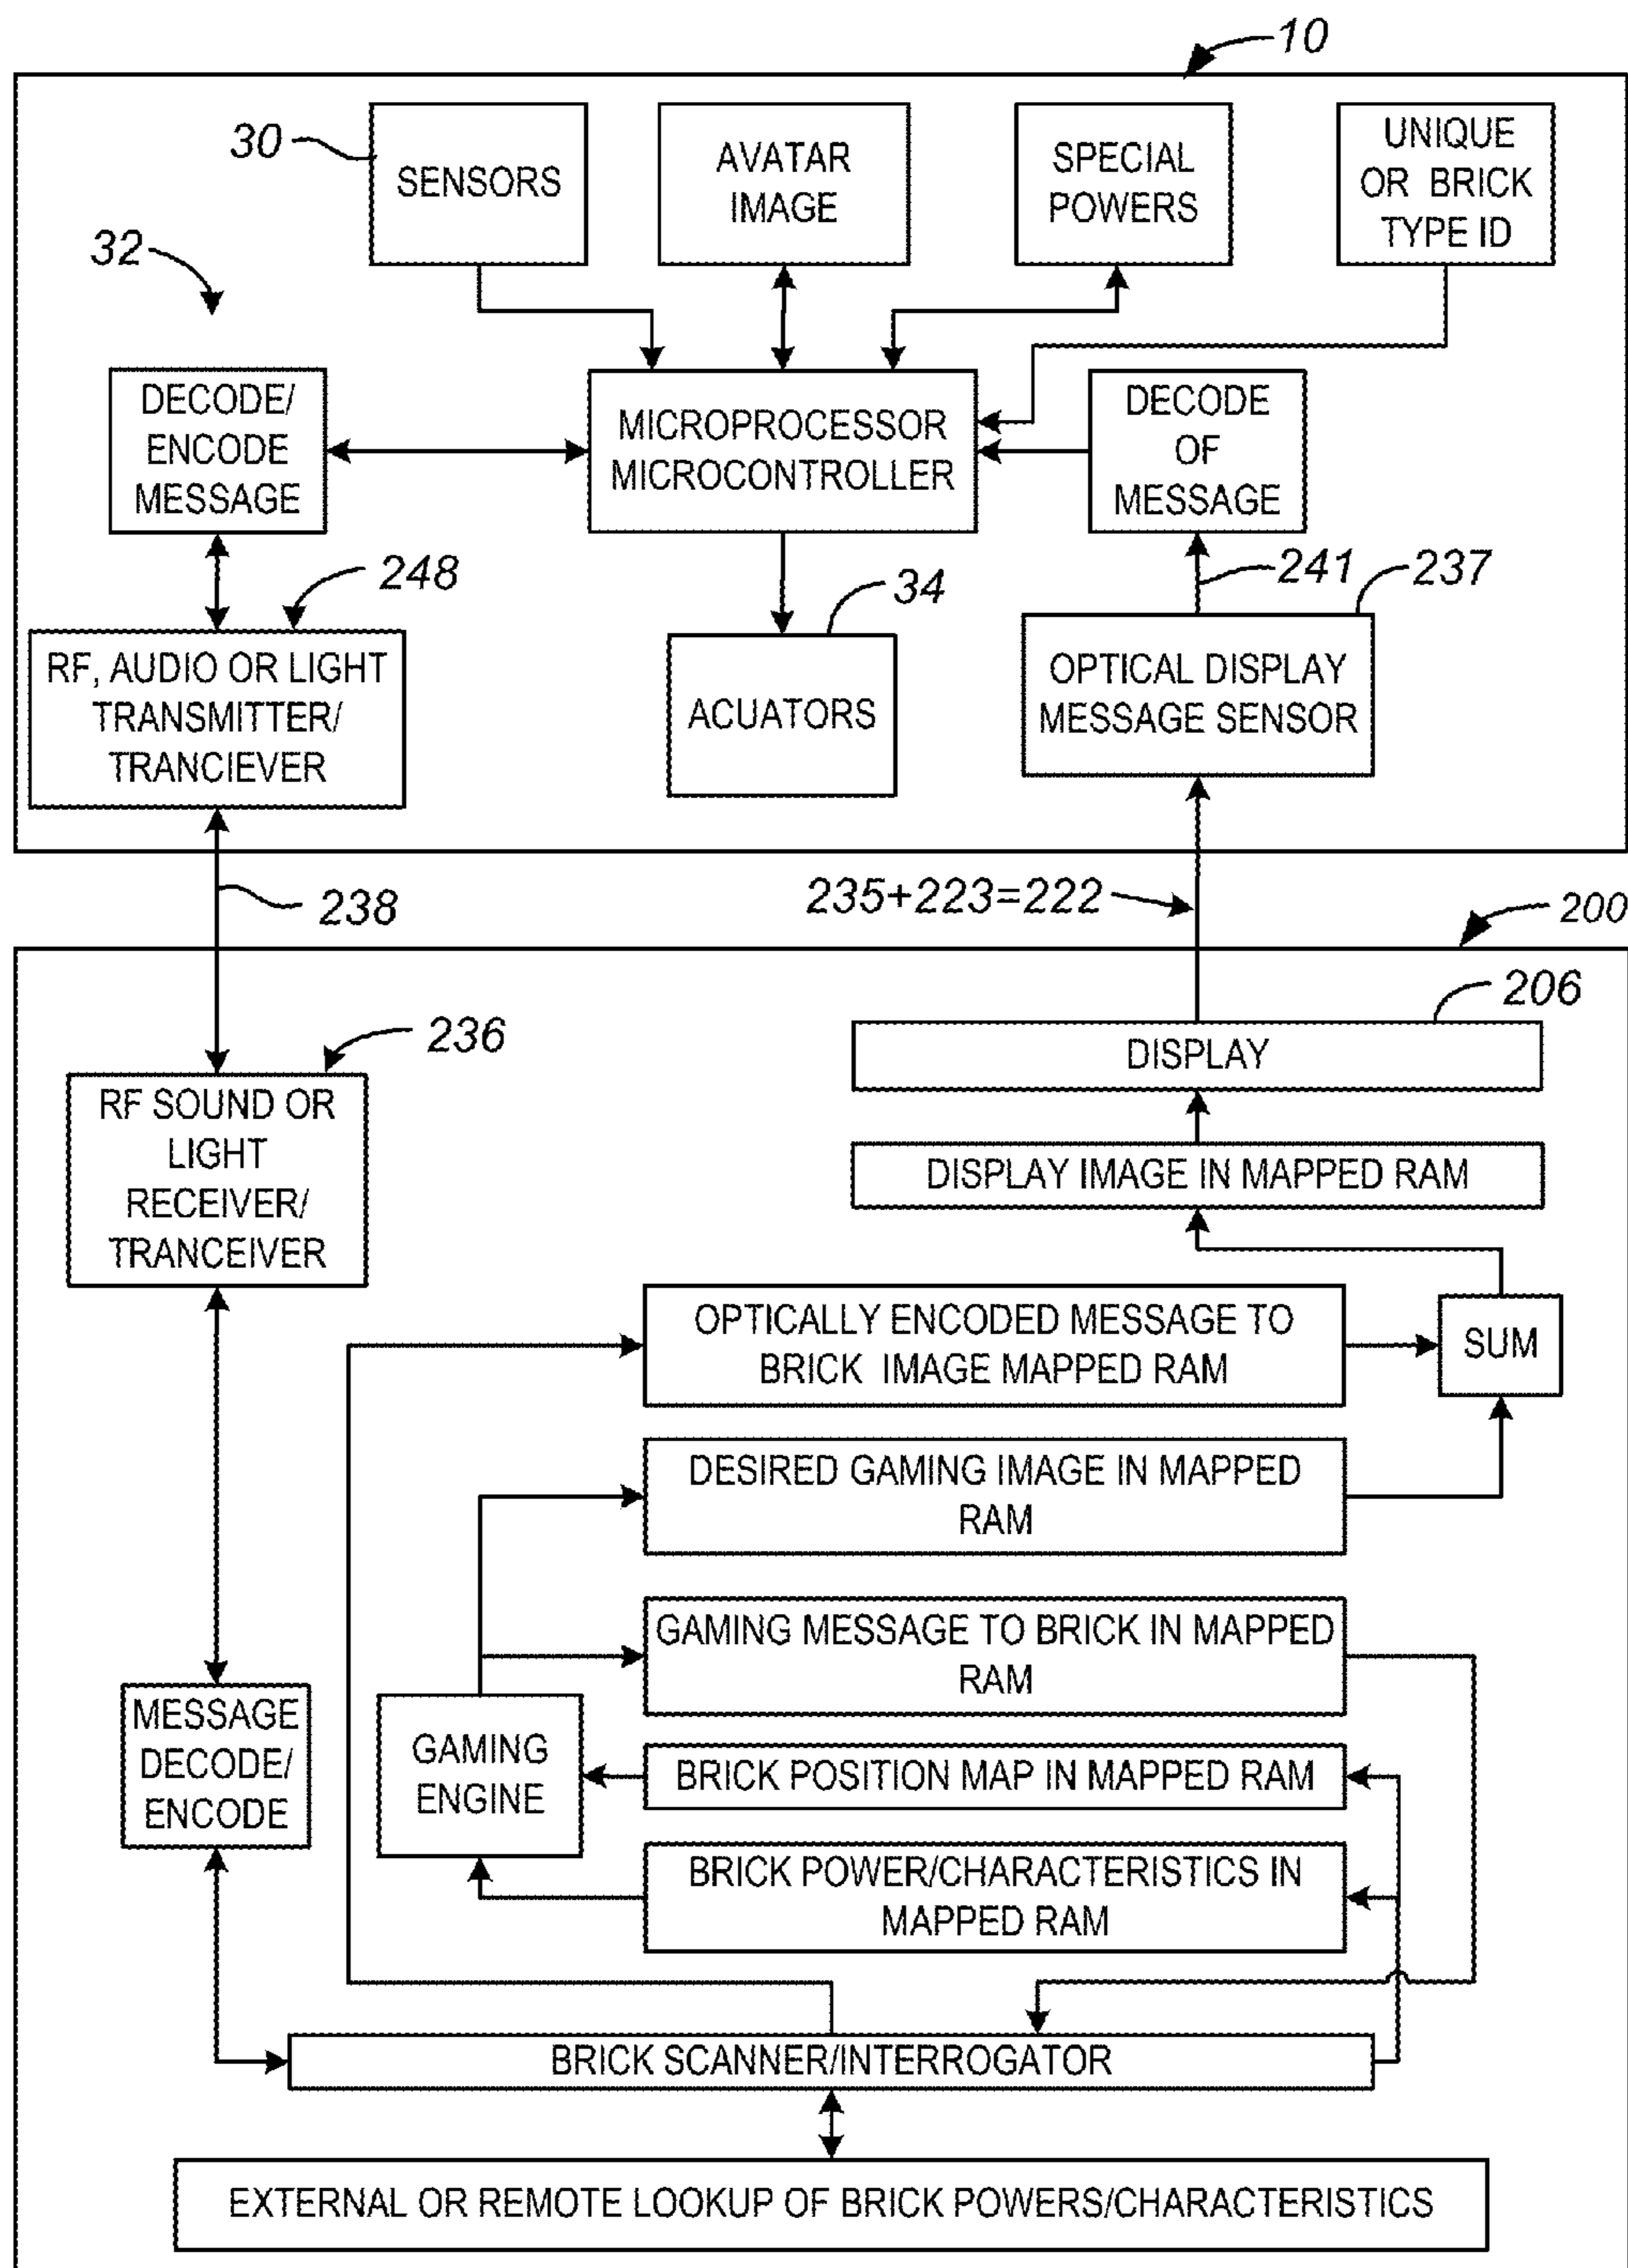 10
30
SENSORS
AVATAR
IMAGE
SPECIAL
POWERS
UNIQUE
OR BRICK
TYPE ID
32
DECODE/
ENCODE
MESSAGE
MICROPROCESSOR
MICROCONTROLLER
DECODE
OF
MESSAGE
248
34
241
237
RF, AUDIO OR LIGHT
TRANSMITTER/
TRANCIEVER
ACUATORS
OPTICAL DISPLAY
MESSAGE SENSOR
238
235+223=222
200
206
236
DISPLAY
RF SOUND OR
LIGHT
RECEIVER/
TRANCEIVER
DISPLAY IMAGE IN MAPPED RAM
OPTICALLY ENCODED MESSAGE TO
BRICK IMAGE MAPPED RAM
SUM
DESIRED GAMING IMAGE IN MAPPED
RAM
GAMING MESSAGE TO BRICK IN MAPPED
RAM
MESSAGE
DECODE/
ENCODE
GAMING
ENGINE
BRICK POSITION MAP IN MAPPED RAM
BRICK POWER/CHARACTERISTICS IN
MAPPED RAM
BRICK SCANNER/INTERROGATOR
EXTERNAL OR REMOTE LOOKUP OF BRICK POWERS/CHARACTERISTICS